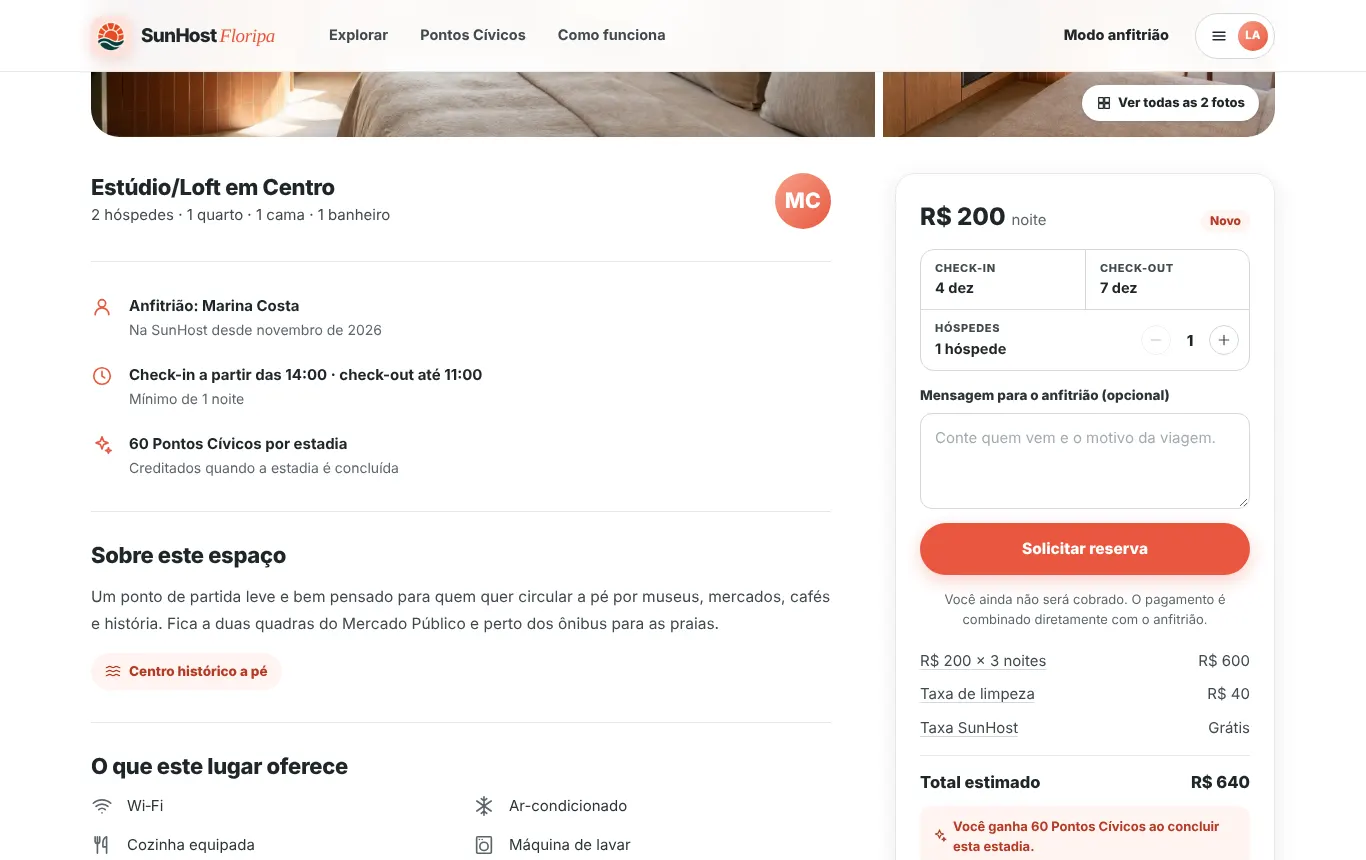 SunHost Floripa
Explorar
Pontos Cívicos
Como funciona
Modo anfitrião
LA
Ver todas as 2 fotos
Estúdio/Loft em Centro
2 hóspedes · 1 quarto · 1 cama · 1 banheiro
MC
Anfitrião: Marina Costa
Na SunHost desde novembro de 2026
Check-in a partir das 14:00 · check-out até 11:00
Mínimo de 1 noite
60 Pontos Cívicos por estadia
Creditados quando a estadia é concluída
Sobre este espaço
Um ponto de partida leve e bem pensado para quem quer circular a pé por museus, mercados, cafés
e história. Fica a duas quadras do Mercado Público e perto dos ônibus para as praias.
Centro histórico a pé
O que este lugar oferece
Wi-Fi
Ar-condicionado
Cozinha equipada
Máquina de lavar
R$ 200 noite
Novo
CHECK-IN
4 dez
CHECK-OUT
7 dez
HÓSPEDES
1 hóspede
1
Mensagem para o anfitrião (opcional)
Conte quem vem e o motivo da viagem.
Solicitar reserva
Você ainda não será cobrado. O pagamento é
combinado diretamente com o anfitrião.
R$ 200 × 3 noites R$ 600
Taxa de limpeza R$ 40
Taxa SunHost Grátis
Total estimado R$ 640
Você ganha 60 Pontos Cívicos ao concluir
esta estadia.